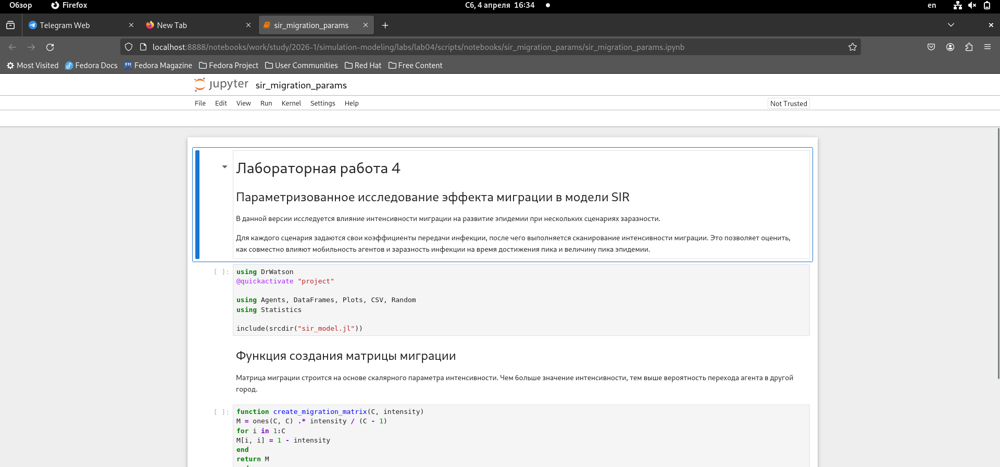 Обзор Firefox Сб, 4 апреля 16:34 en
Telegram Web New Tab sir_migration_params
localhost:8888/notebooks/work/study/2026-1/simulation-modeling/labs/lab04/scripts/notebooks/sir_migration_params/sir_migration_params.ipynb
Most Visited Fedora Docs Fedora Magazine Fedora Project User Communities Red Hat Free Content
jupyter sir_migration_params
File Edit View Run Kernel Settings Help Not Trusted
Лабораторная работа 4
Параметризованное исследование эффекта миграции в модели SIR
В данной версии исследуется влияние интенсивности миграции на развитие эпидемии при нескольких сценариях заразности.
Для каждого сценария задаются свои коэффициенты передачи инфекции, после чего выполняется сканирование интенсивности миграции. Это позволяет оценить,
как совместно влияют мобильность агентов и заразность инфекции на время достижения пика и величину пика эпидемии.
[ ]: using DrWatson
@quickactivate "project"
using Agents, DataFrames, Plots, CSV, Random
using Statistics
include(srcdir("sir_model.jl"))
Функция создания матрицы миграции
Матрица миграции строится на основе скалярного параметра интенсивности. Чем больше значение интенсивности, тем выше вероятность перехода агента в другой
город.
[ ]: function create_migration_matrix(C, intensity)
M = ones(C, C) .* intensity / (C - 1)
for i in 1:C
M[i, i] = 1 - intensity
end
return M